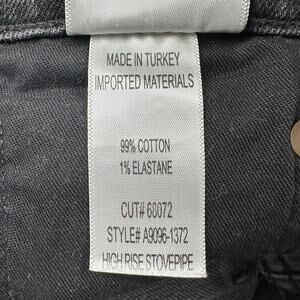 MADE IN TURKEY
IMPORTED MATERIALS
99% COTTON
1% ELASTANE
CUT# 68072
STYLE# A9096-1372
HIGH RISE STOVEPIPE